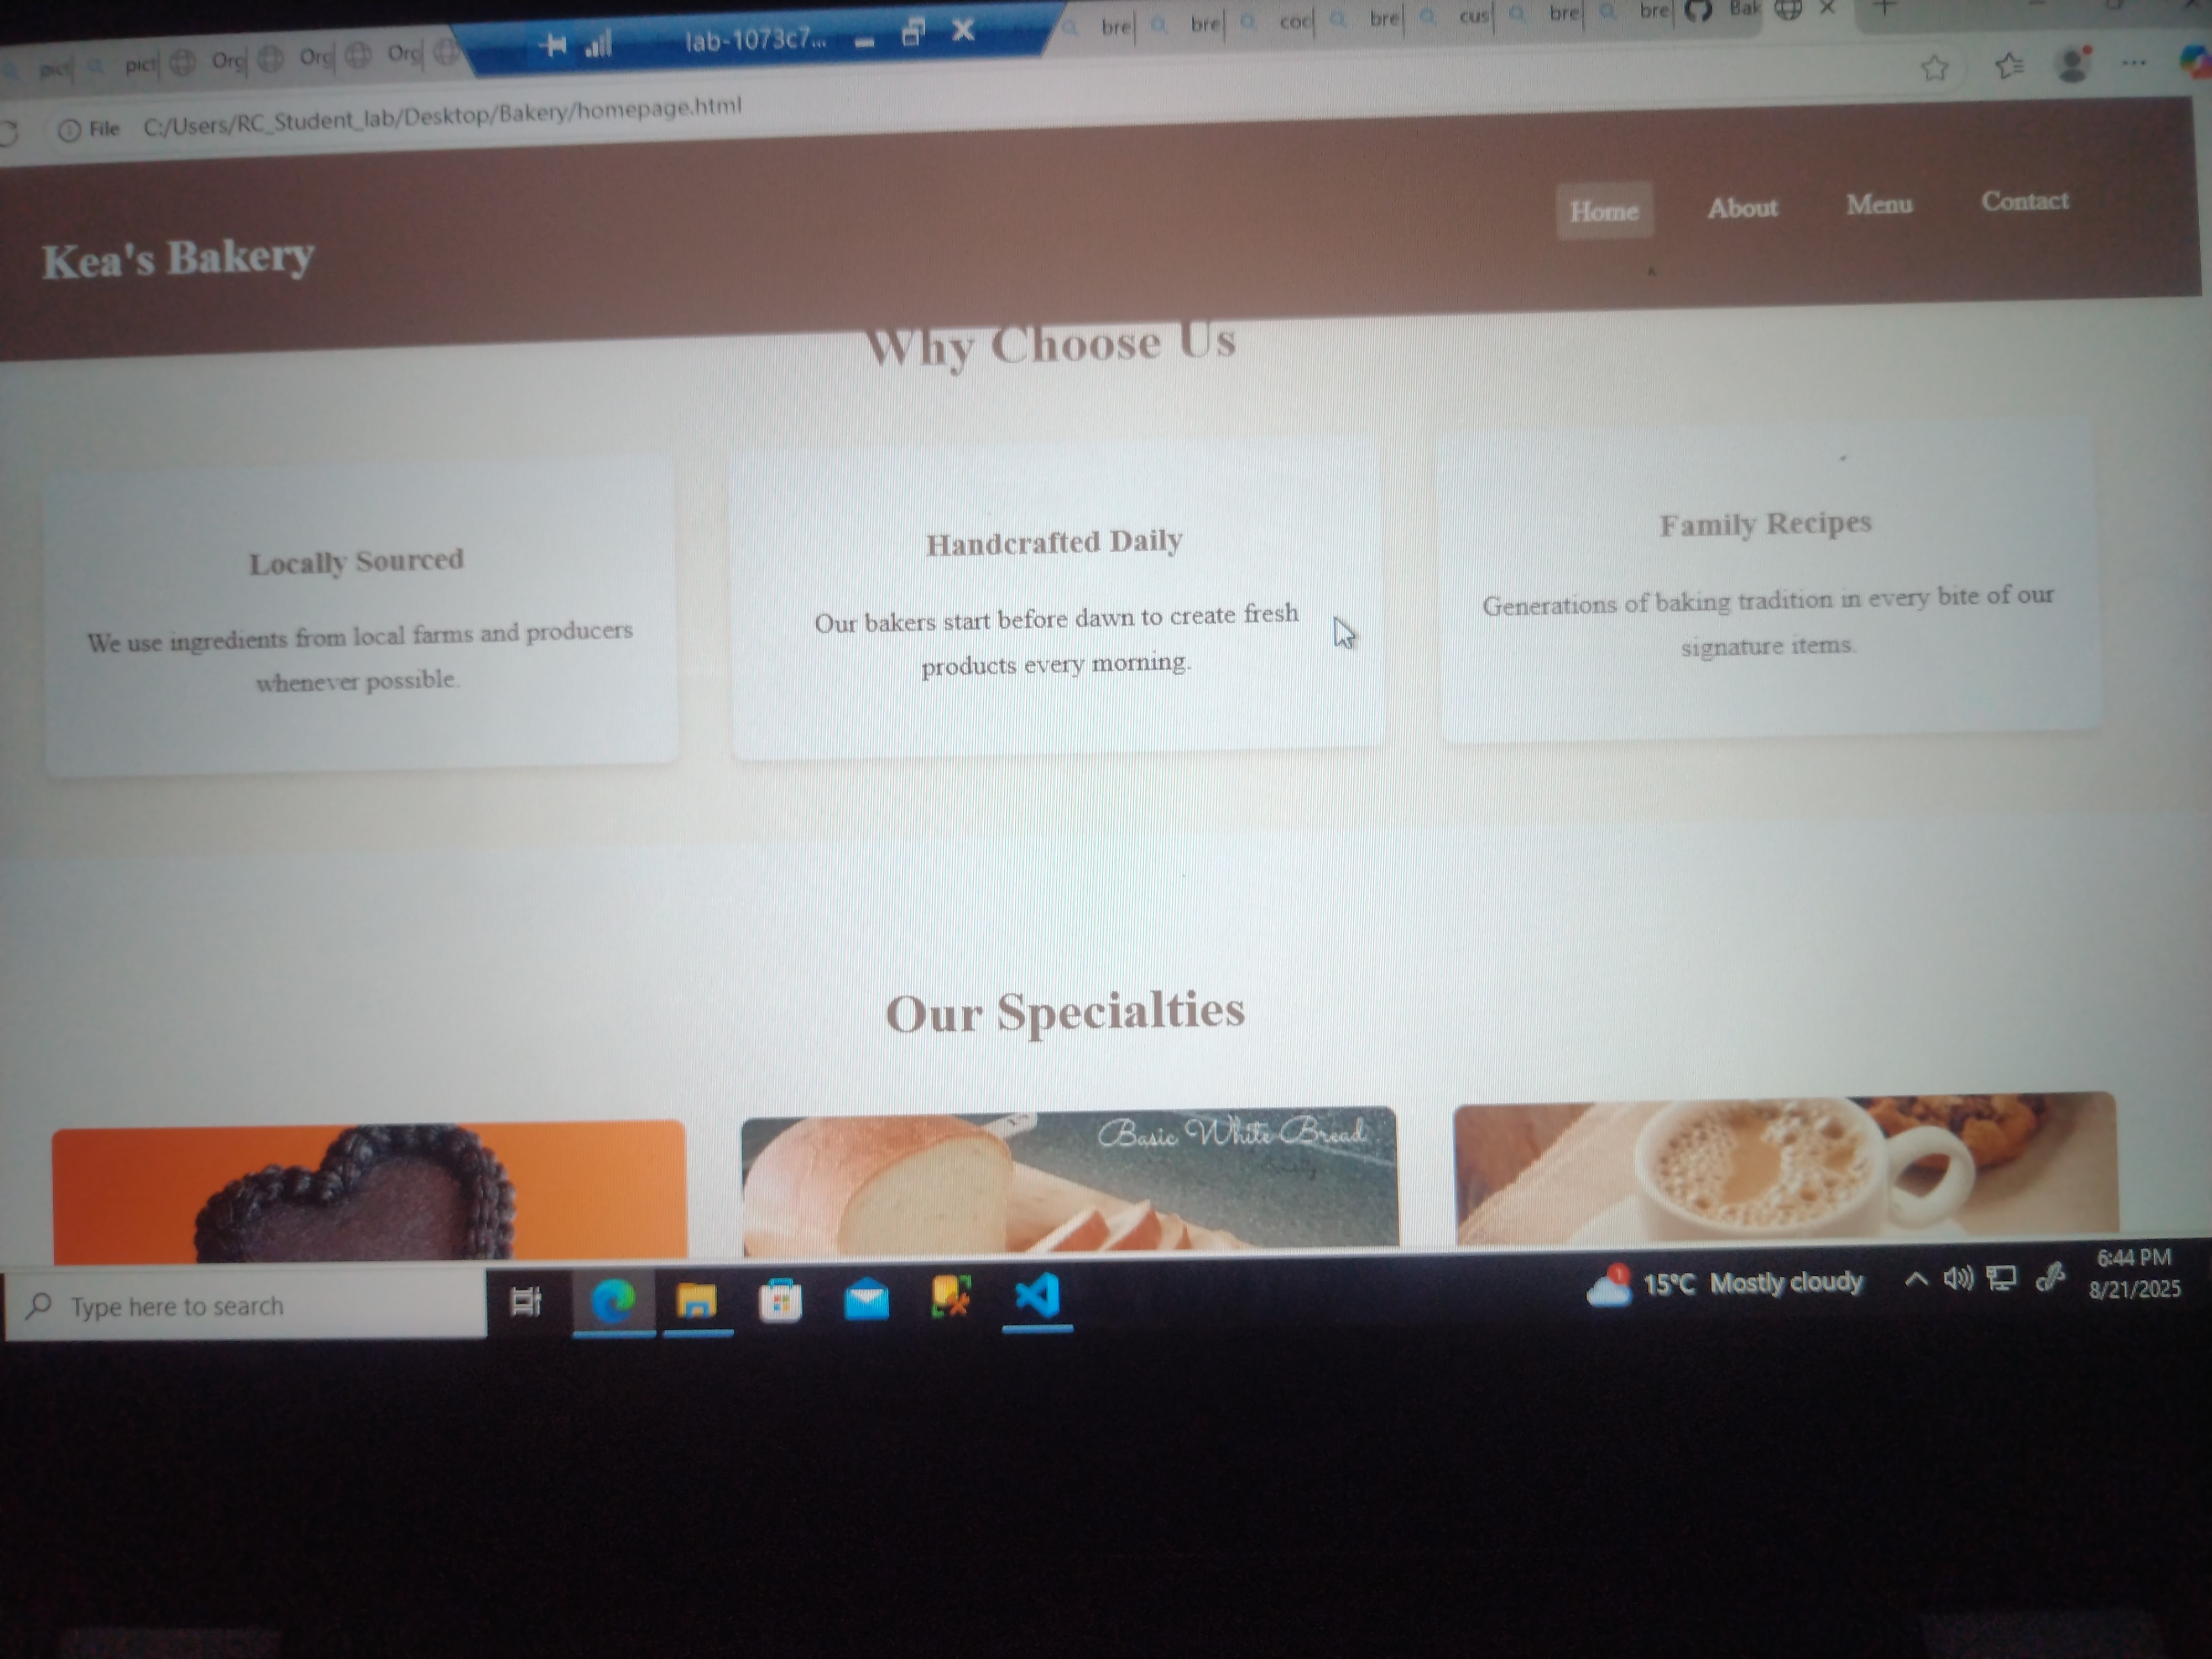 pict
pict
Org
Org
Org
lab-1073c7...
bre
bre
coc
bre
cus
bre
bre
Bak
File C:/Users/RC_Student_lab/Desktop/Bakery/homepage.html
Kea's Bakery
Home About Menu Contact
Why Choose Us
Locally Sourced
We use ingredients from local farms and producers
whenever possible.
Handcrafted Daily
Our bakers start before dawn to create fresh
products every morning.
Family Recipes
Generations of baking tradition in every bite of our
signature items.
Our Specialties
Basic White Bread
Type here to search
1
15°C Mostly cloudy
6:44 PM
8/21/2025